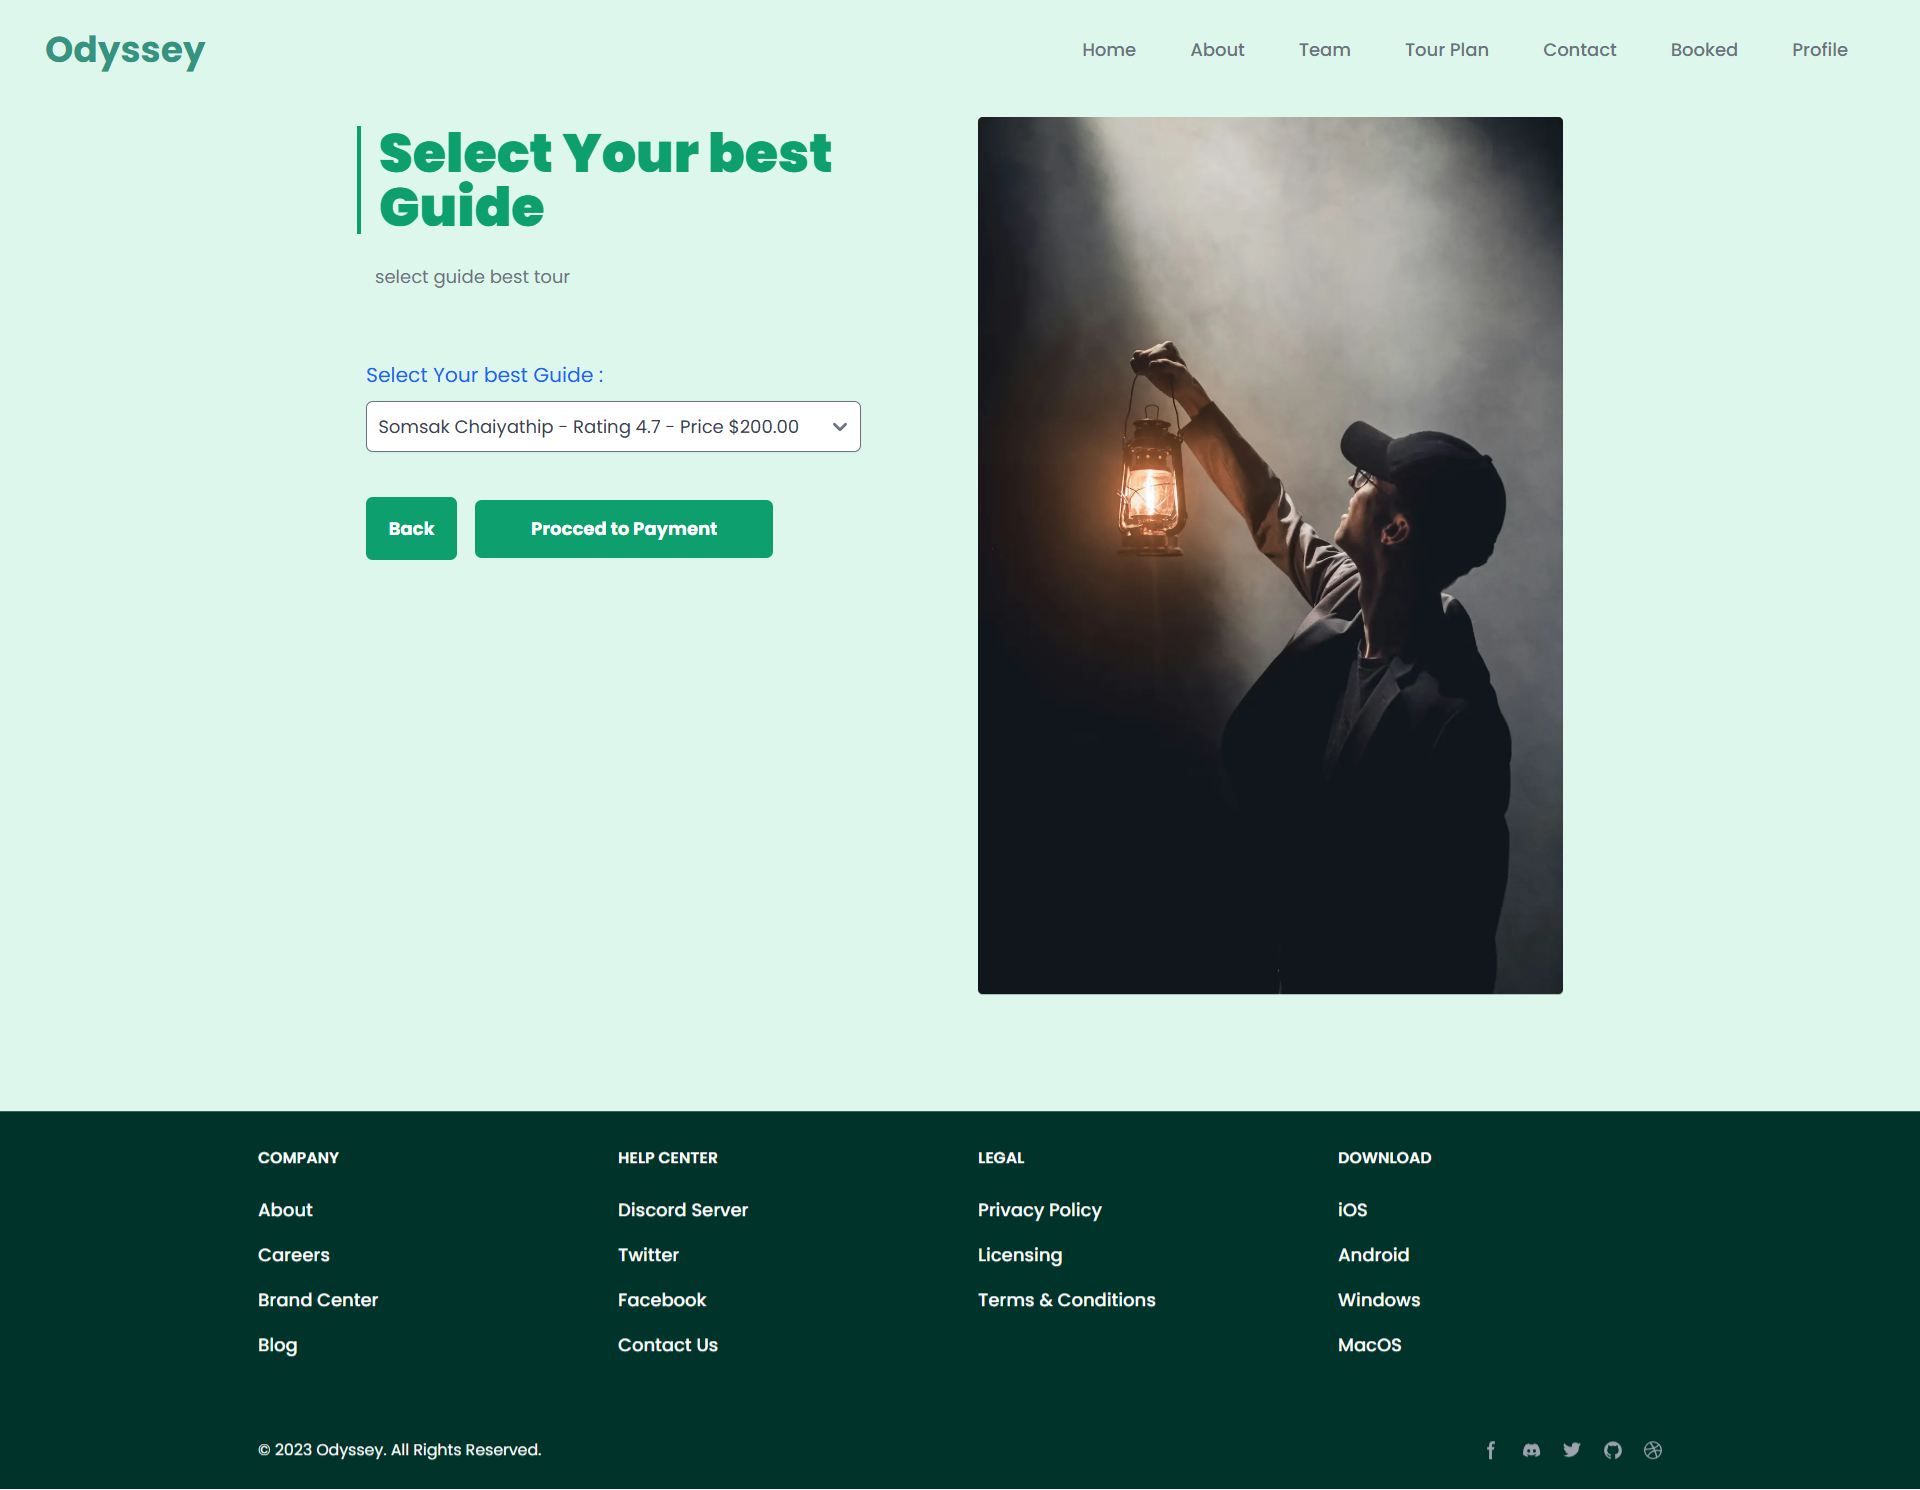 Odyssey
Home About Team Tour Plan Contact Booked Profile
Select Your best
Guide
select guide best tour
Select Your best Guide :
Somsak Chaiyathip - Rating 4.7 - Price $200.00
Back Procced to Payment
COMPANY
About
Careers
Brand Center
Blog
HELP CENTER
Discord Server
Twitter
Facebook
Contact Us
LEGAL
Privacy Policy
Licensing
Terms & Conditions
DOWNLOAD
iOS
Android
Windows
MacOS
© 2023 Odyssey. All Rights Reserved.